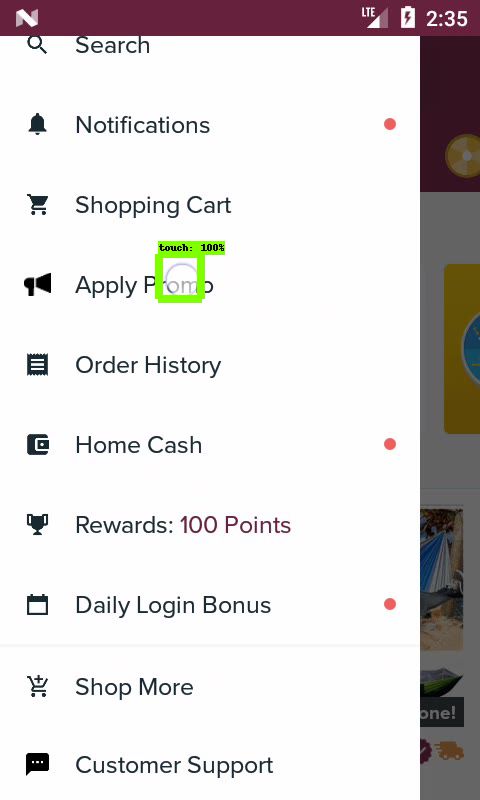 LTE 2:35
Search
Notifications
Shopping Cart
touch: 100%
Apply Promo
Order History
Home Cash
Rewards: 100 Points
Daily Login Bonus
Shop More
one!
Customer Support